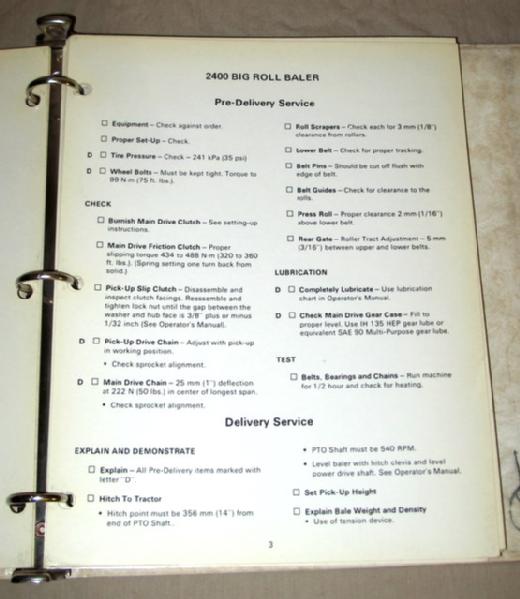 2400 BIG ROLL BALER
Pre-Delivery Service
☐ Equipment – Check against order.
☐ Proper Set-Up – Check.
D ☐ Tire Pressure – Check – 241 kPa (35 psi)
D ☐ Wheel Bolts – Must be kept tight. Torque to
99 N·m (75 ft. lbs.).
CHECK
☐ Burnish Main Drive Clutch – See setting-up
instructions.
☐ Main Drive Friction Clutch – Proper
slipping torque 434 to 488 N·m (320 to 360
ft. lbs.). (Spring setting one turn back from
solid.)
☐ Pick-Up Slip Clutch – Disassemble and
inspect clutch facings. Reassemble and
tighten lock nut until the gap between the
washer and hub face is 3/8" plus or minus
1/32 inch (See Operator's Manual).
D ☐ Pick-Up Drive Chain – Adjust with pick-up
in working position.
• Check sprocket alignment.
D ☐ Main Drive Chain – 25 mm (1") deflection
at 222 N (50 lbs.) in center of longest span.
• Check sprocket alignment.
☐ Roll Scrapers – Check each for 3 mm (1/8")
clearance from rollers.
☐ Lower Belt – Check for proper tracking.
☐ Belt Pins – Should be cut off flush with
edge of belt.
☐ Belt Guides – Check for clearance to the
rolls.
☐ Press Roll – Proper clearance 2 mm (1/16")
above lower belt.
☐ Rear Gate – Roller Tract Adjustment – 5 mm
(3/16") between upper and lower belts.
LUBRICATION
D ☐ Completely Lubricate – Use lubrication
chart in Operator's Manual.
D ☐ Check Main Drive Gear Case – Fill to
proper level. Use IH 135 HEP gear lube or
equivalent SAE 90 Multi-Purpose gear lube.
TEST
☐ Belts, Bearings and Chains – Run machine
for 1/2 hour and check for heating.
Delivery Service
EXPLAIN AND DEMONSTRATE
☐ Explain – All Pre-Delivery items marked with
letter "D".
☐ Hitch To Tractor
• Hitch point must be 356 mm (14") from
end of PTO Shaft.
• PTO Shaft must be 540 RPM.
• Level baler with hitch clevis and level
power drive shaft. See Operator's Manual.
☐ Set Pick-Up Height
☐ Explain Bale Weight and Density
• Use of tension device.
3